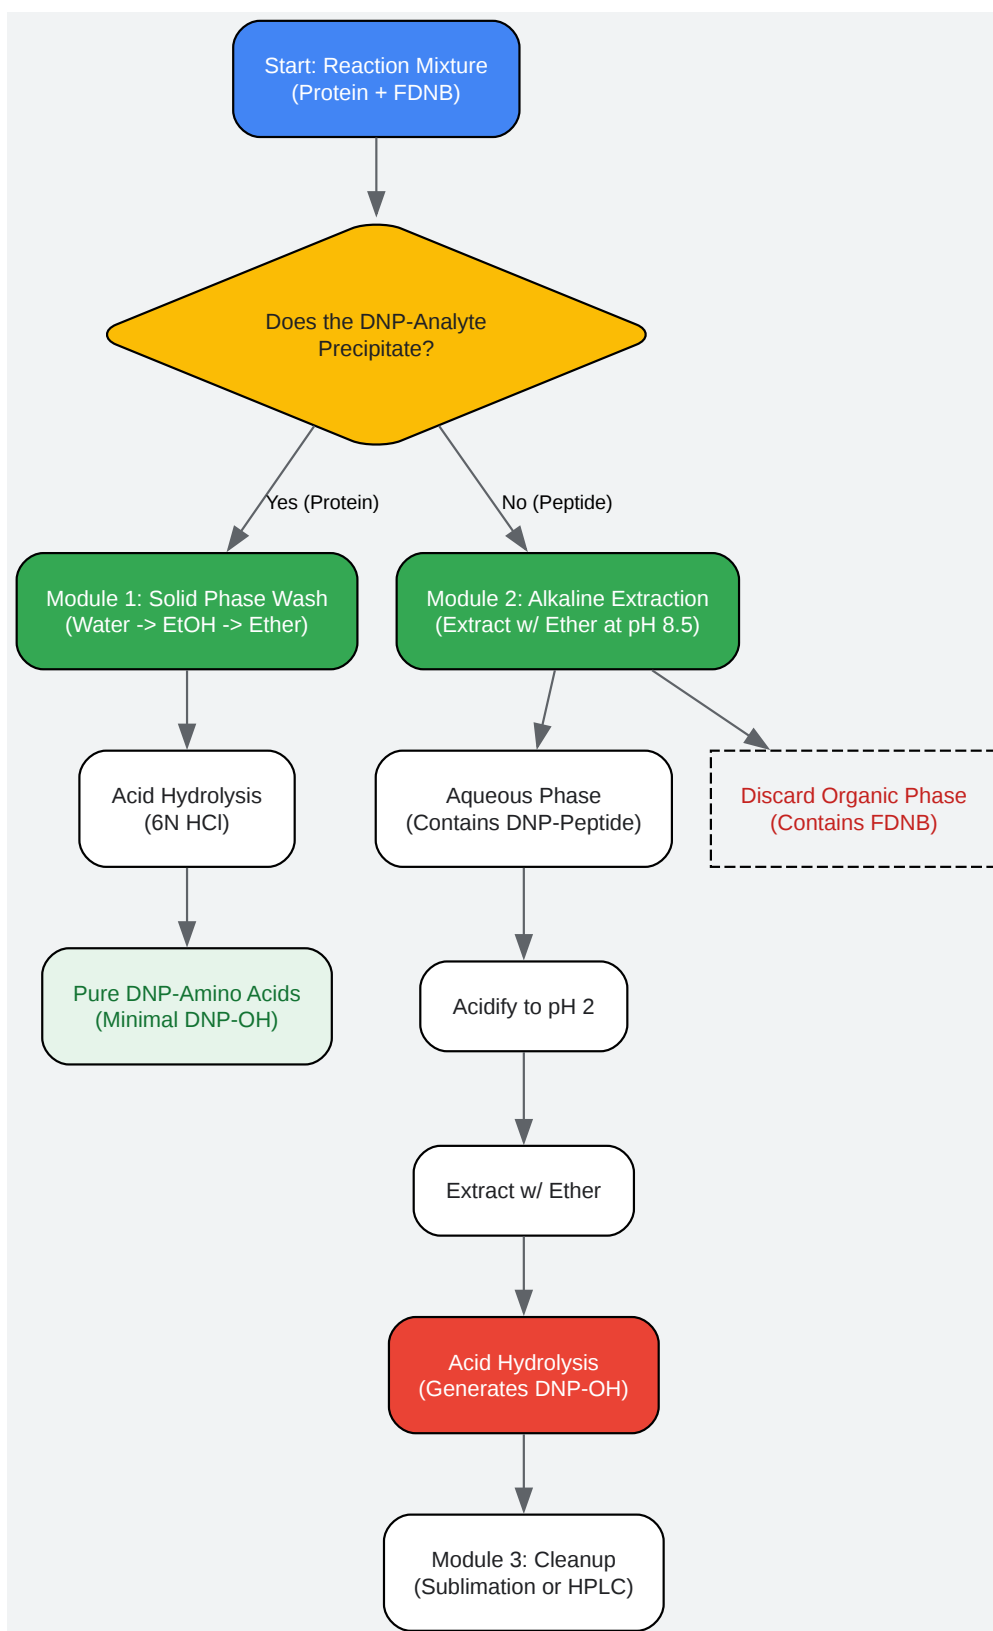 Start: Reaction Mixture
(Protein + FDNB)
Does the DNP-Analyte
Precipitate?
Yes (Protein)
No (Peptide)
Module 1: Solid Phase Wash
(Water -> EtOH -> Ether)
Module 2: Alkaline Extraction
(Extract w/ Ether at pH 8.5)
Acid Hydrolysis
(6N HCl)
Aqueous Phase
(Contains DNP-Peptide)
Discard Organic Phase
(Contains FDNB)
Pure DNP-Amino Acids
(Minimal DNP-OH)
Acidify to pH 2
Extract w/ Ether
Acid Hydrolysis
(Generates DNP-OH)
Module 3: Cleanup
(Sublimation or HPLC)